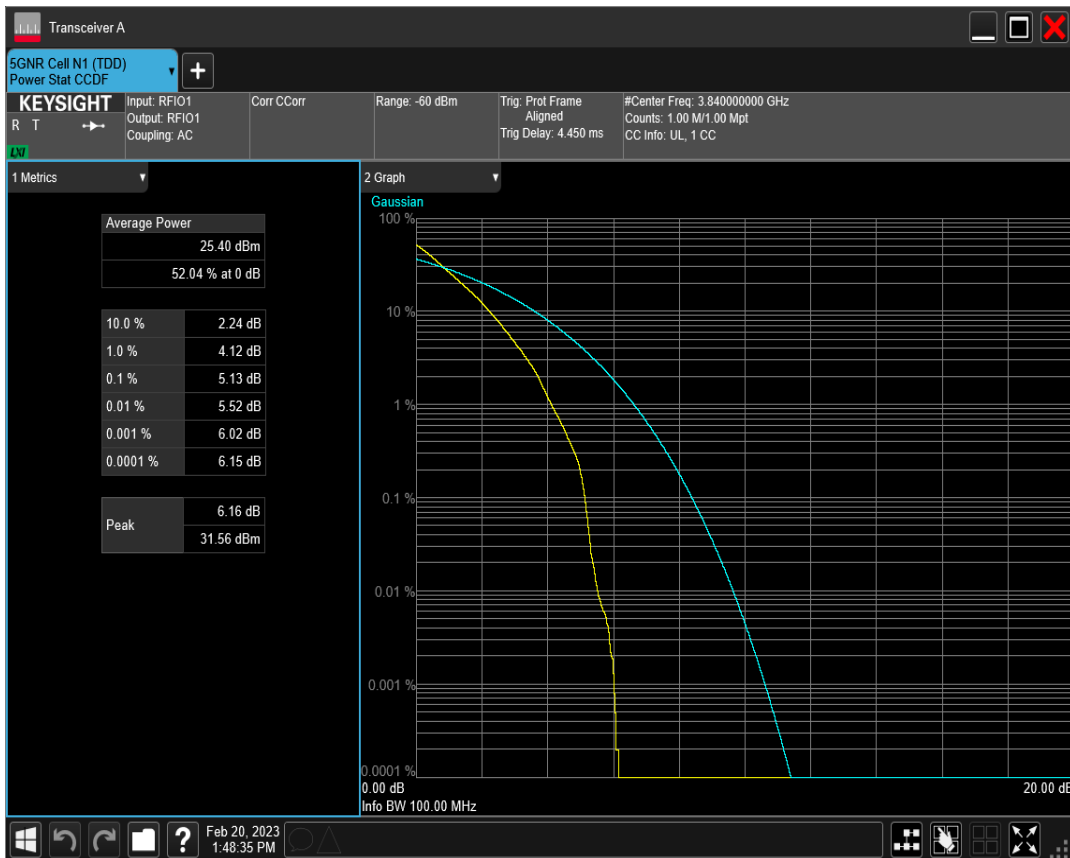 Transceiver A
5GNR Cell N1 (TDD)
Power Stat CCDF
KEYSIGHT
R T
LXI
Input: RFIO1
Output: RFIO1
Coupling: AC
Corr CCorr
Range: -60 dBm
Trig: Prot Frame
Aligned
Trig Delay: 4.450 ms
#Center Freq: 3.840000000 GHz
Counts: 1.00 M/1.00 Mpt
CC Info: UL, 1 CC
1 Metrics
Average Power
25.40 dBm
52.04 % at 0 dB
10.0 % 2.24 dB
1.0 % 4.12 dB
0.1 % 5.13 dB
0.01 % 5.52 dB
0.001 % 6.02 dB
0.0001 % 6.15 dB
Peak 6.16 dB
31.56 dBm
2 Graph
Gaussian
100 %
10 %
1 %
0.1 %
0.01 %
0.001 %
0.0001 %
0.00 dB 20.00 dB
Info BW 100.00 MHz
?
Feb 20, 2023
1:48:35 PM